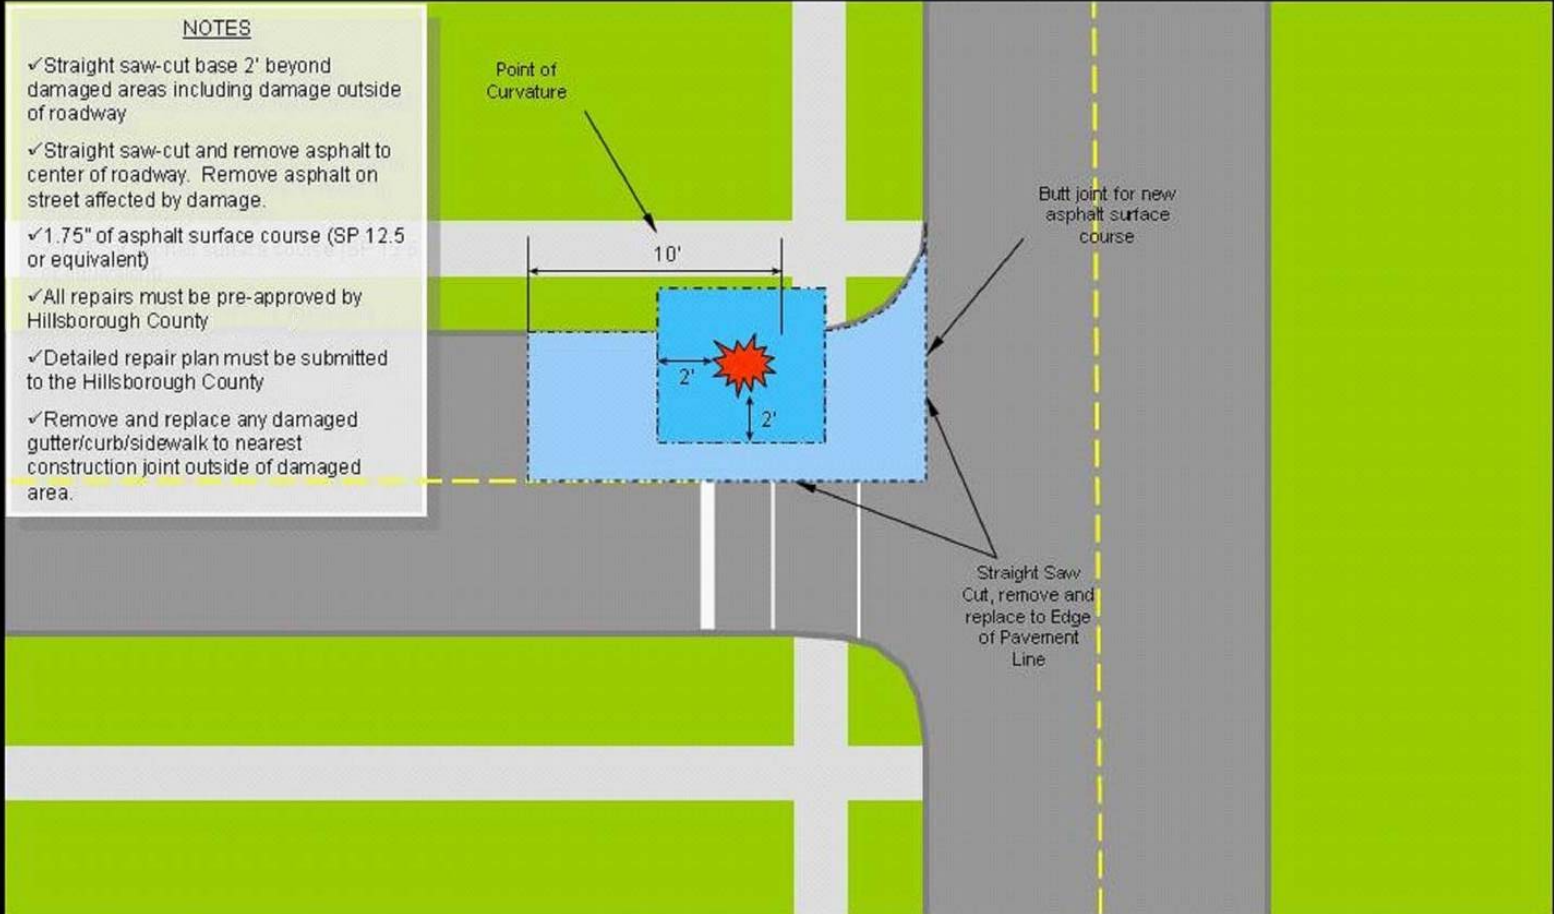 NOTES
✓Straight saw-cut base 2' beyond
damaged areas including damage outside
of roadway
✓Straight saw-cut and remove asphalt to
center of roadway.  Remove asphalt on
street affected by damage.
✓1.75" of asphalt surface course (SP 12.5
or equivalent)
✓All repairs must be pre-approved by
Hillsborough County
✓Detailed repair plan must be submitted
to the Hillsborough County
✓Remove and replace any damaged
gutter/curb/sidewalk to nearest
construction joint outside of damaged
area.
Point of
Curvature
10'
2'
2'
Butt joint for new
asphalt surface
course
Straight Saw
Cut, remove and
replace to Edge
of Pavement
Line